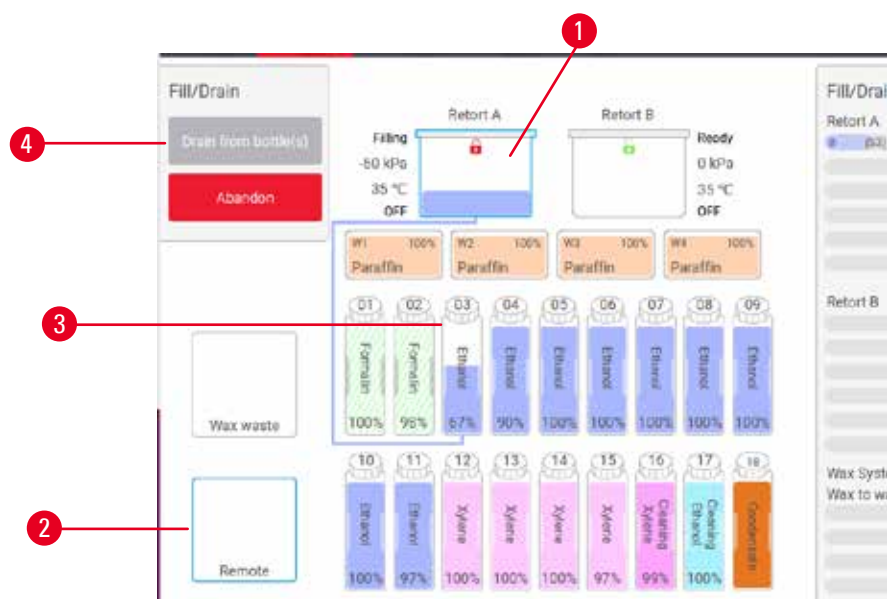 1
Fill/Drain
Fill/Drai
Retort A
Retort B
Retort A
4
Drain from bottle(s)
Filling
Ready
-60 kPa
0 kPa
35 °C
35 °C
Abandon
OFF
OFF
W1 100% W2 100% W3 100% W4 100%
Paraffin Paraffin Paraffin Paraffin
Retort B
01 02 03 04 05 06 07 08 09
3
Formalin Formalin Ethanol Ethanol Ethanol Ethanol Ethanol Ethanol Ethanol
100% 98% 67% 90% 100% 100% 100% 100% 100%
Wax waste
10 11 12 13 14 15 16 17 18
Wax Syst
Wax to w
2
Ethanol Ethanol Xylene Xylene Xylene Xylene Cleaning Xylene Cleaning Ethanol Condensate
Remote
100% 97% 100% 100% 100% 97% 99% 100%